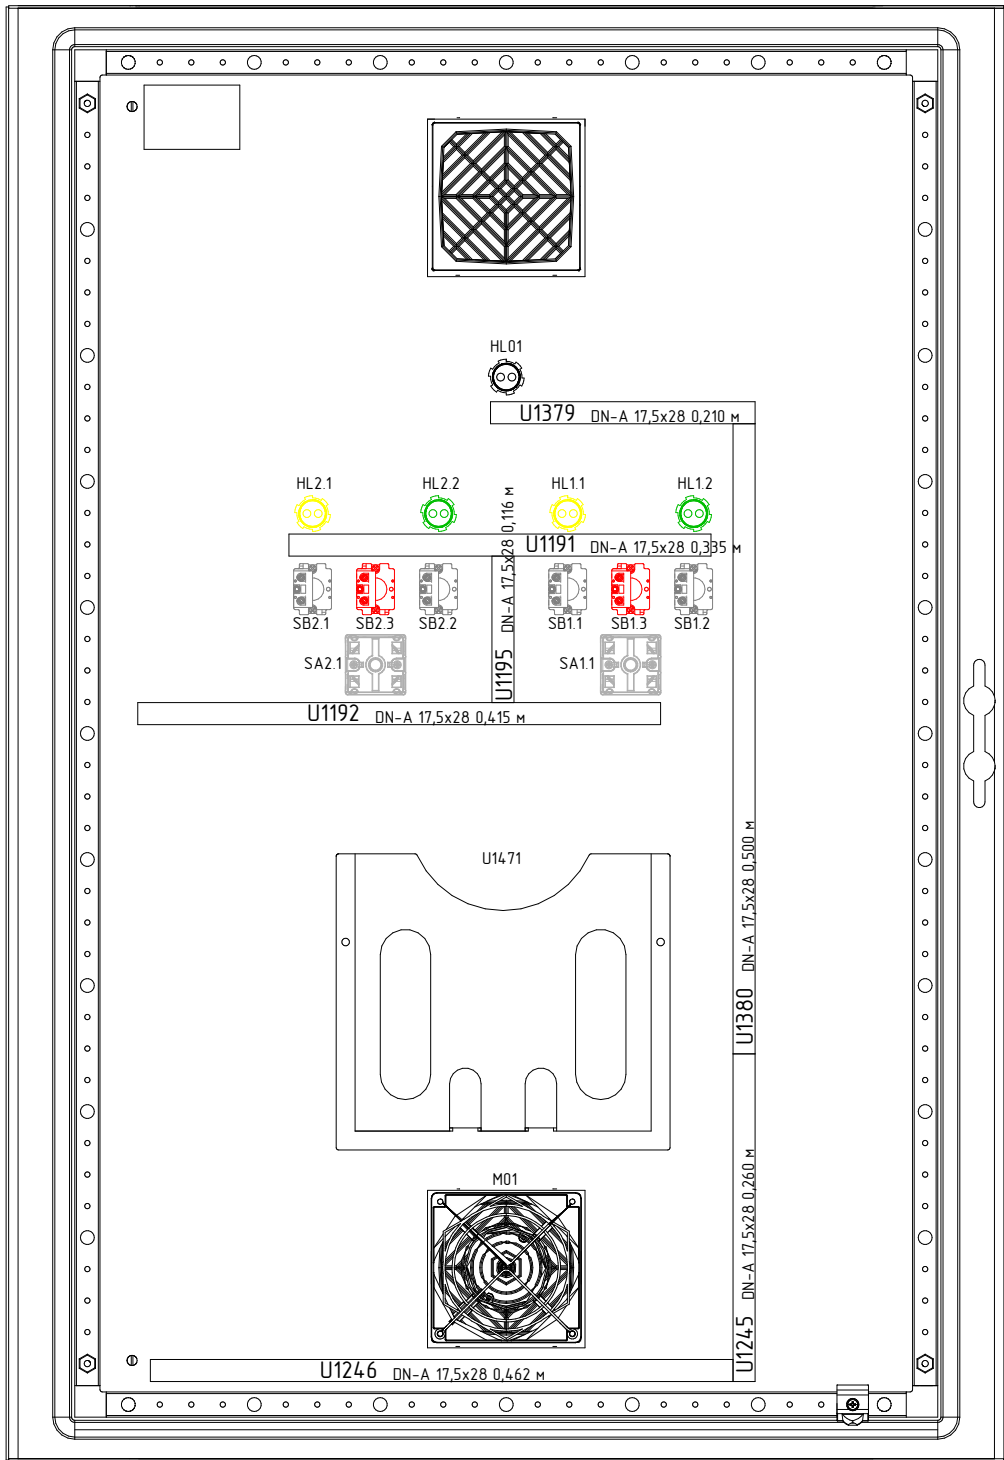 HL01
U1379 DN-A 17,5x28 0,210 м
HL2.1 HL2.2 HL1.1 HL1.2
U1191 DN-A 17,5x28 0,335 м
SB2.1 SB2.3 SB2.2 SB1.1 SB1.3 SB1.2
SA2.1 SA1.1
U1195 DN-A 17,5x28 0,116 м
U1192 DN-A 17,5x28 0,415 м
U1471
U1380 DN-A 17,5x28 0,500 м
M01
U1245 DN-A 17,5x28 0,260 м
U1246 DN-A 17,5x28 0,462 м